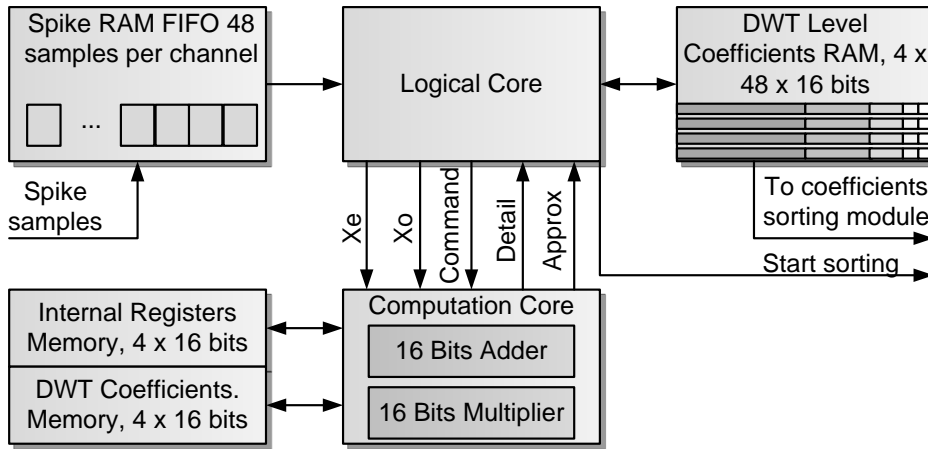 Spike RAM FIFO 48
samples per channel
...
Spike
samples
Logical Core
DWT Level
Coefficients RAM, 4 x
48 x 16 bits
To coefficients
sorting module
Start sorting
Xe
Xo
Command
Detail
Approx
Internal Registers
Memory, 4 x 16 bits
DWT Coefficients.
Memory, 4 x 16 bits
Computation Core
16 Bits Adder
16 Bits Multiplier